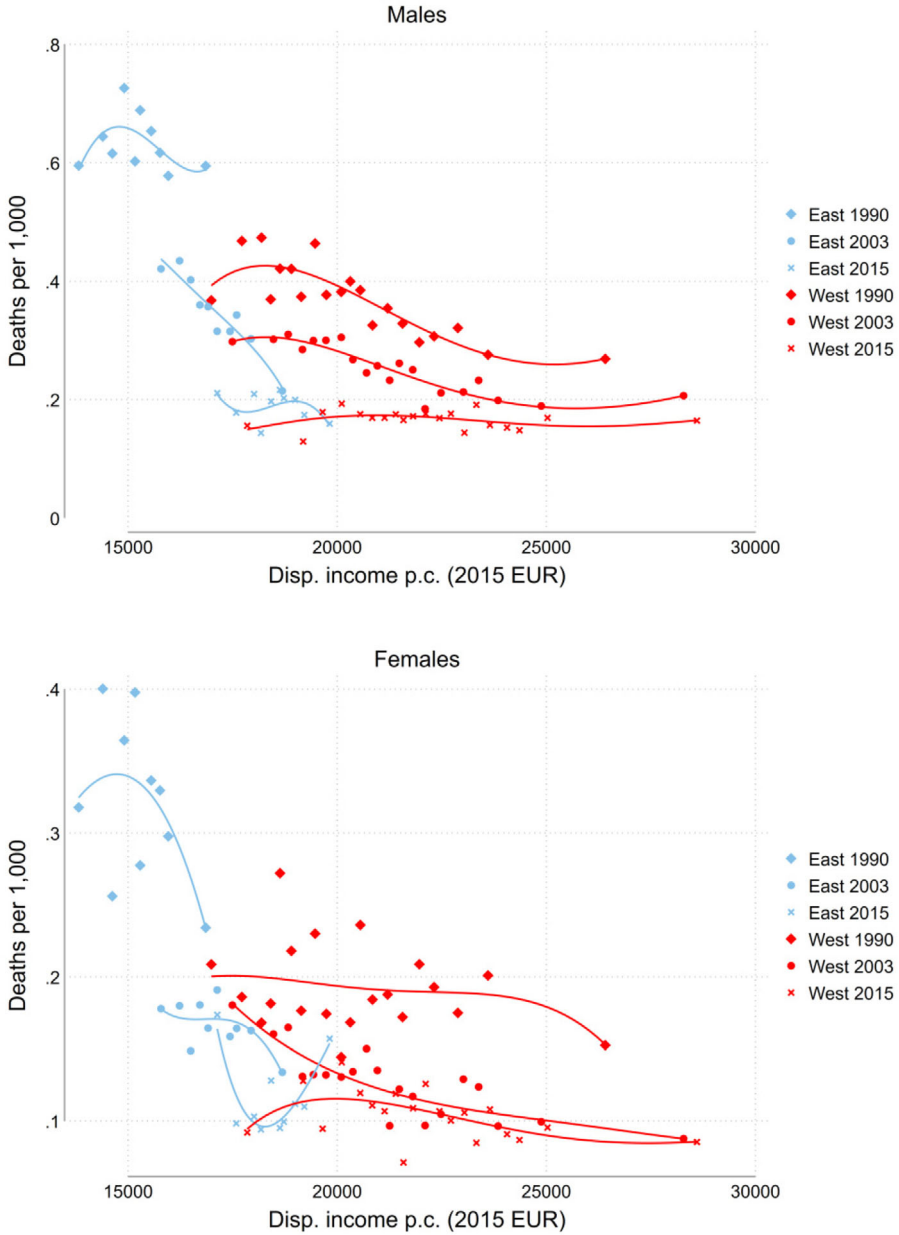 Males
.8
.6
.4
.2
0
Deaths per 1,000
15000 20000 25000 30000
Disp. income p.c. (2015 EUR)
East 1990
East 2003
East 2015
West 1990
West 2003
West 2015
Females
.4
.3
.2
.1
Deaths per 1,000
15000 20000 25000 30000
Disp. income p.c. (2015 EUR)
East 1990
East 2003
East 2015
West 1990
West 2003
West 2015